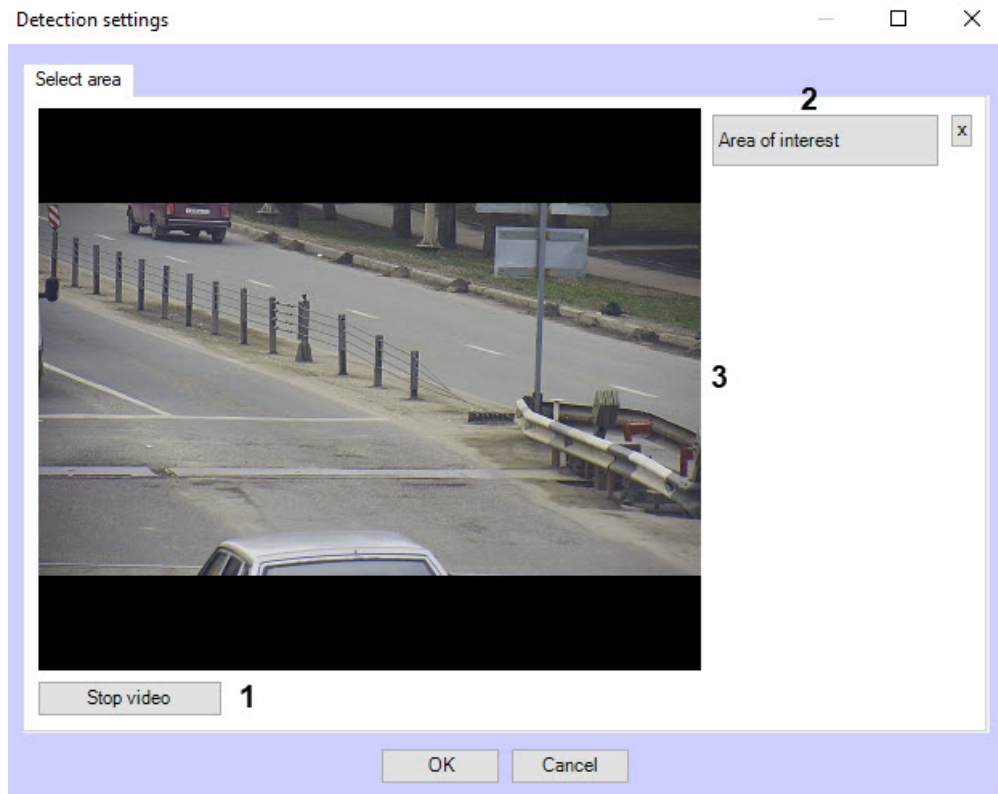 Detection settings
Select area
2
Area of interest
x
3
Stop video
1
OK
Cancel